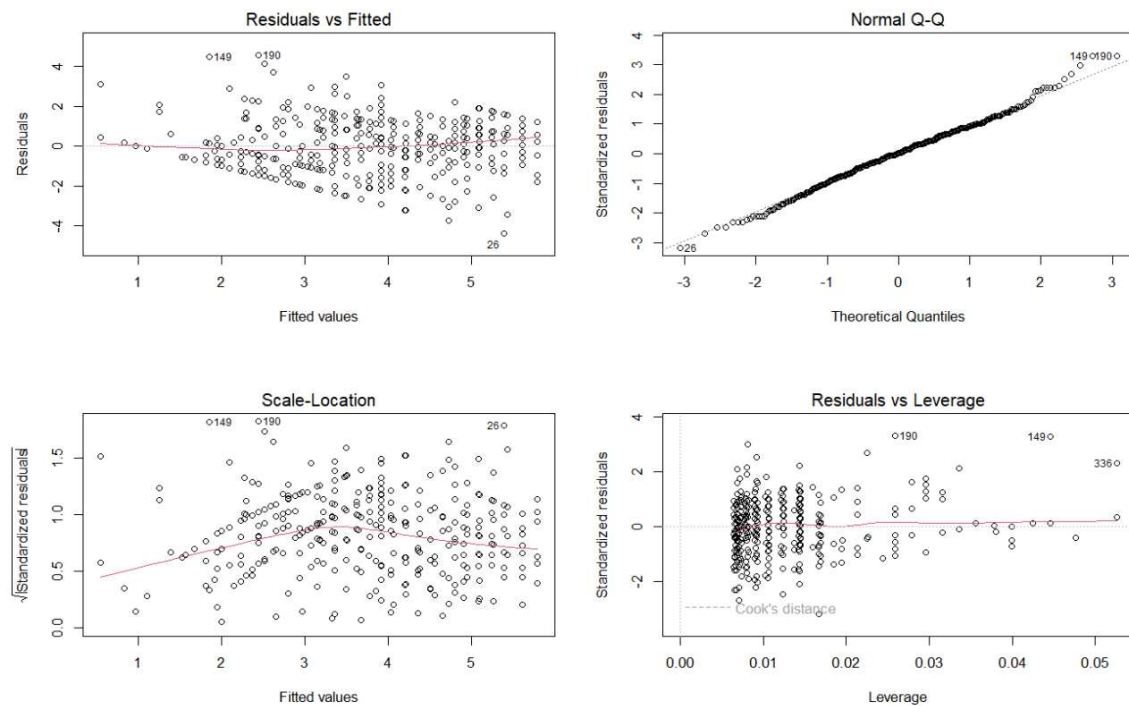 Residuals vs Fitted
Residuals
4
2
0
-2
-4
149
190
26
1 2 3 4 5
Fitted values
Normal Q-Q
Standardized residuals
4
3
2
1
0
-1
-2
-3
149
190
26
-3 -2 -1 0 1 2 3
Theoretical Quantiles
Scale-Location
√|Standardized residuals|
1.5
1.0
0.5
0.0
149
190
26
1 2 3 4 5
Fitted values
Residuals vs Leverage
Standardized residuals
4
2
0
-2
190
149
336
Cook's distance
0.00 0.01 0.02 0.03 0.04 0.05
Leverage